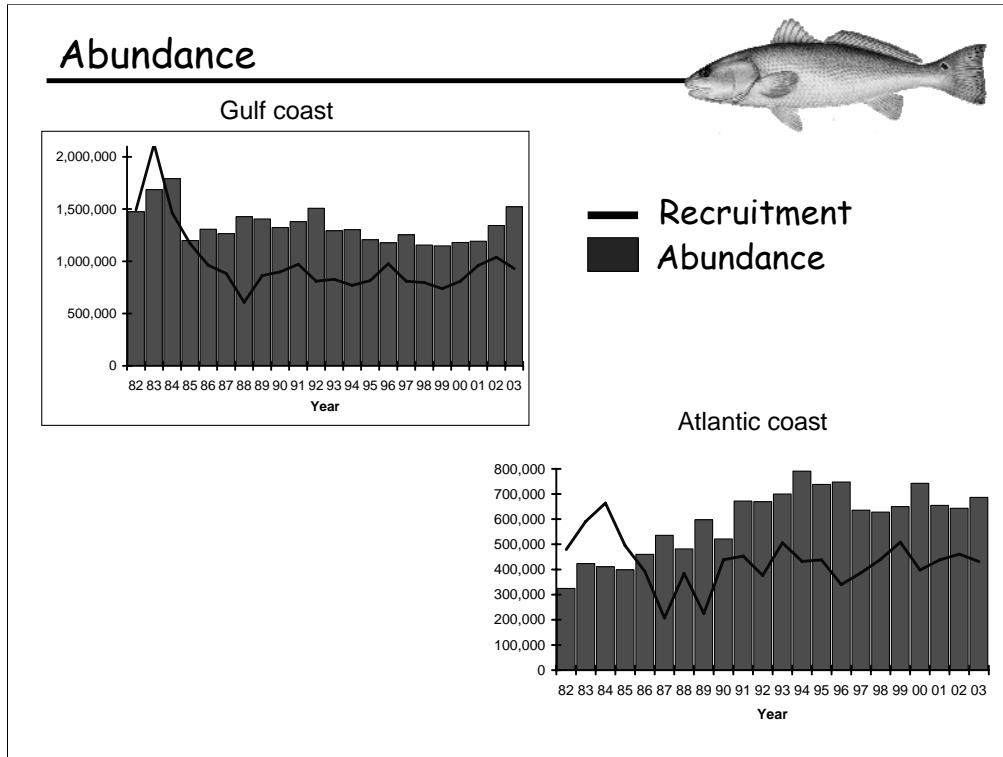 Abundance
Gulf coast
2,000,000
1,500,000
1,000,000
500,000
0
82 83 84 85 86 87 88 89 90 91 92 93 94 95 96 97 98 99 00 01 02 03
Year
Recruitment
Abundance
Atlantic coast
800,000
700,000
600,000
500,000
400,000
300,000
200,000
100,000
0
82 83 84 85 86 87 88 89 90 91 92 93 94 95 96 97 98 99 00 01 02 03
Year